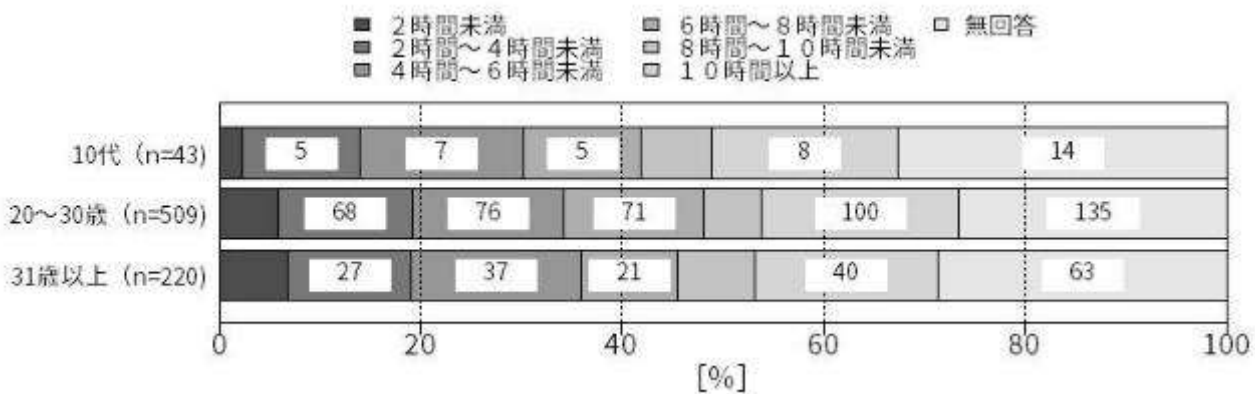 ２時間未満
２時間～４時間未満
４時間～６時間未満
６時間～８時間未満
８時間～１０時間未満
１０時間以上
無回答
10代（n=43) 5 7 5 8 14
20～30歳（n=509) 68 76 71 100 135
31歳以上（n=220) 27 37 21 40 63
0 20 40 60 80 100
[%]